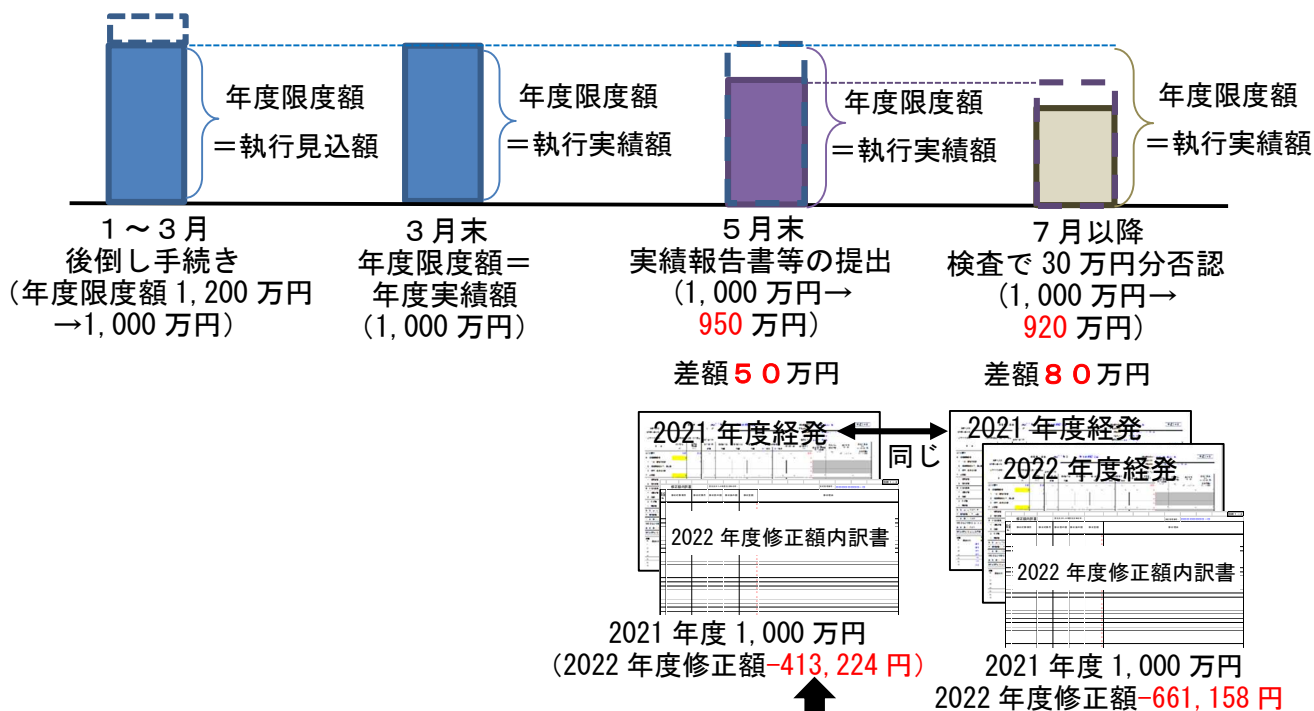 年度限度額
＝執行見込額
年度限度額
＝執行実績額
年度限度額
＝執行実績額
年度限度額
＝執行実績額
１～３月
後倒し手続き
（年度限度額 1,200 万円
→1,000 万円）
３月末
年度限度額＝
年度実績額
（1,000 万円）
５月末
実績報告書等の提出
（1,000 万円→
950 万円）
７月以降
検査で 30 万円分否認
（1,000 万円→
920 万円）
差額５０万円
差額８０万円
2021 年度経発
同じ
2021 年度経発
2022 年度経発
2022 年度修正額内訳書
2022 年度修正額内訳書
2021 年度 1,000 万円
（2022 年度修正額-413,224 円）
2021 年度 1,000 万円
2022 年度修正額-661,158 円